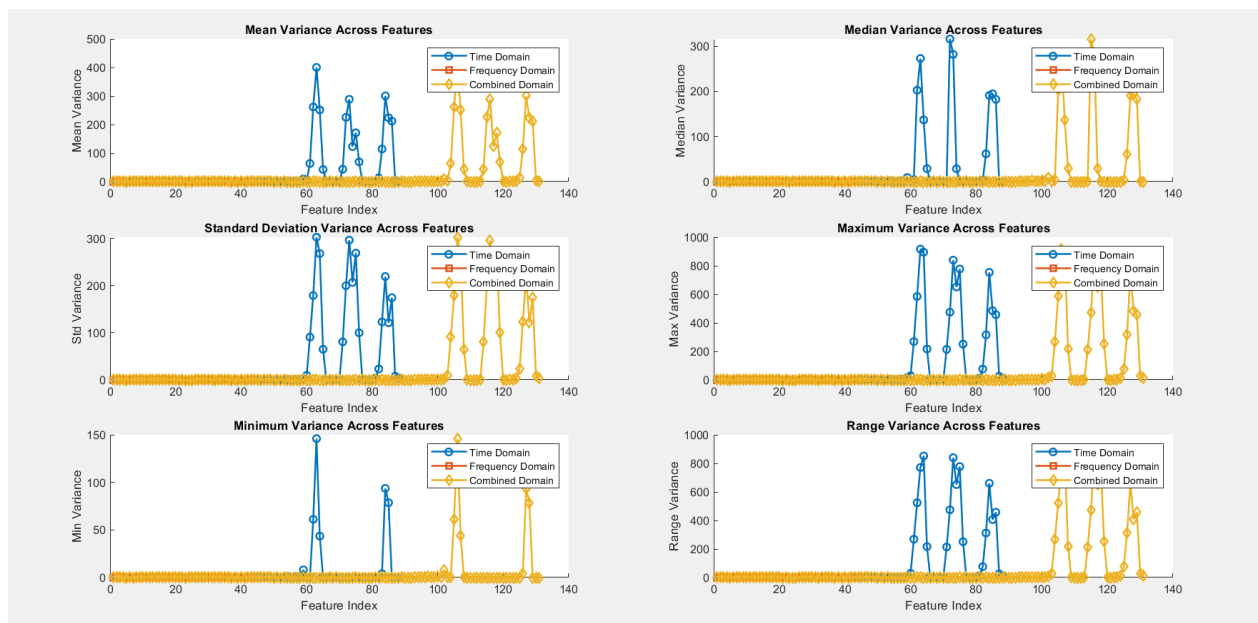 Mean Variance Across Features
500
400
300
200
100
0
Mean Variance
0 20 40 60 80 100 120 140
Feature Index
Time Domain
Frequency Domain
Combined Domain
Median Variance Across Features
300
200
100
0
Median Variance
0 20 40 60 80 100 120 140
Feature Index
Time Domain
Frequency Domain
Combined Domain
Standard Deviation Variance Across Features
300
200
100
0
Std Variance
0 20 40 60 80 100 120 140
Feature Index
Time Domain
Frequency Domain
Combined Domain
Maximum Variance Across Features
1000
800
600
400
200
0
Max Variance
0 20 40 60 80 100 120 140
Feature Index
Time Domain
Frequency Domain
Combined Domain
Minimum Variance Across Features
150
100
50
0
Min Variance
0 20 40 60 80 100 120 140
Feature Index
Time Domain
Frequency Domain
Combined Domain
Range Variance Across Features
1000
800
600
400
200
0
Range Variance
0 20 40 60 80 100 120 140
Feature Index
Time Domain
Frequency Domain
Combined Domain